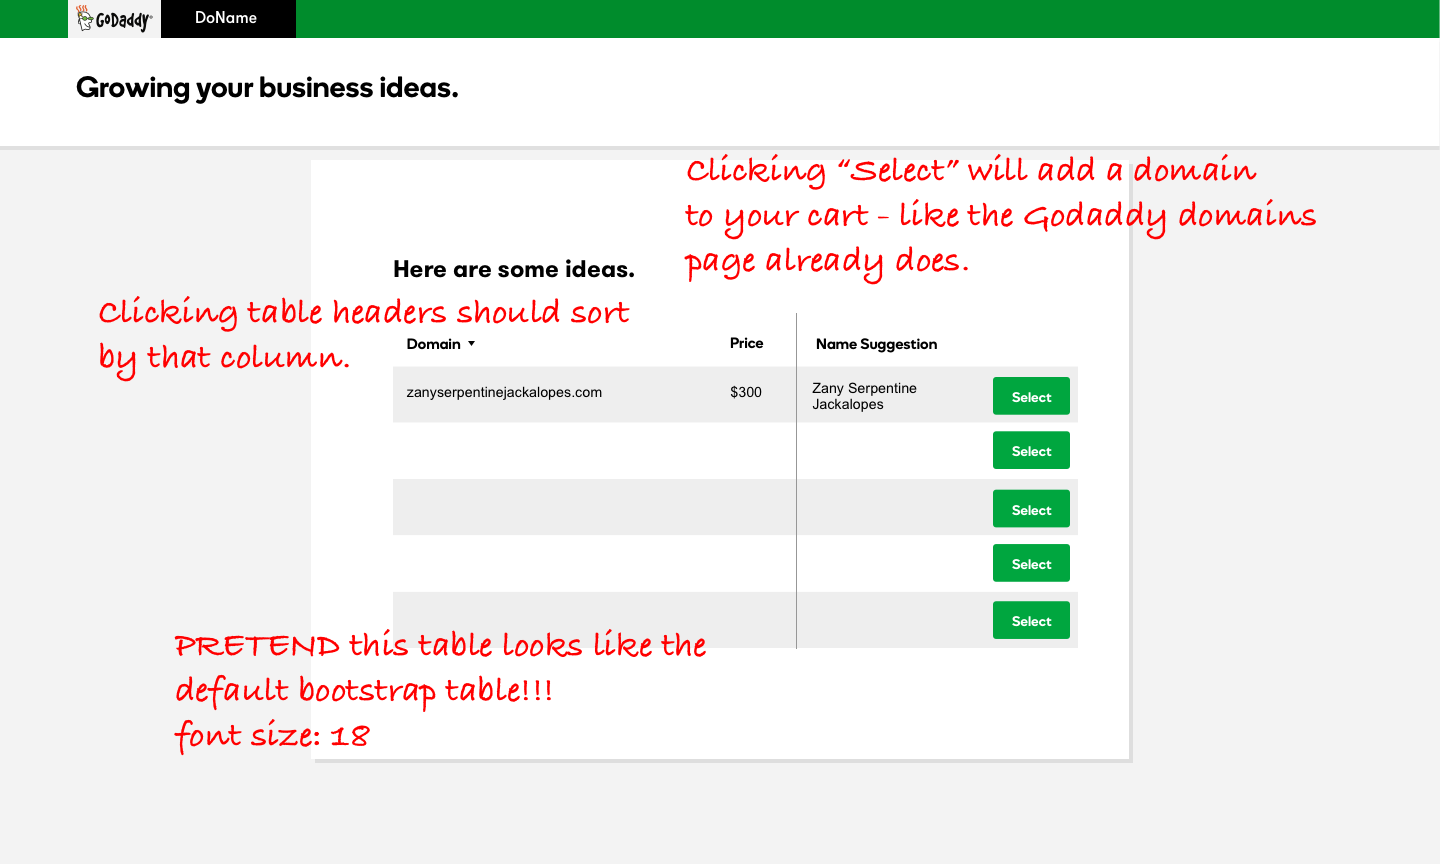 GoDaddy DoName
Growing your business ideas.
Clicking “Select” will add a domain
to your cart - like the Godaddy domains
page already does.
Here are some ideas.
Clicking table headers should sort
by that column.
Domain Price Name Suggestion
zanyserpentinejackalopes.com $300 Zany Serpentine
Jackalopes
Select
Select
Select
Select
Select
PRETEND this table looks like the
default bootstrap table!!!
font size: 18